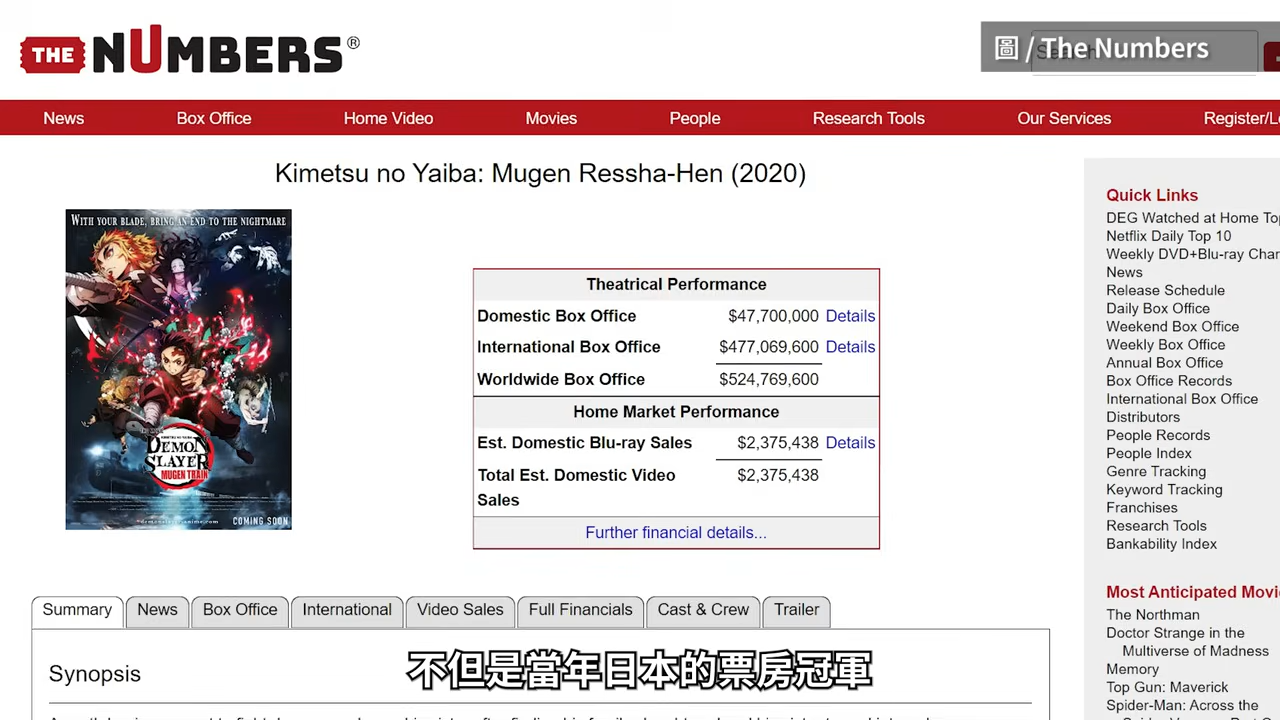 THE NUMBERS®
圖 / The Numbers
News Box Office Home Video Movies People Research Tools Our Services Register/L
Kimetsu no Yaiba: Mugen Ressha-Hen (2020)
WITH YOUR BLADE, BRING AN END TO THE NIGHTMARE
DEMON
SLAYER
MUGEN TRAIN
COMING SOON
Theatrical Performance
Domestic Box Office $47,700,000 Details
International Box Office $477,069,600 Details
Worldwide Box Office $524,769,600
Home Market Performance
Est. Domestic Blu-ray Sales $2,375,438 Details
Total Est. Domestic Video $2,375,438
Sales
Further financial details...
Quick Links
DEG Watched at Home Top
Netflix Daily Top 10
Weekly DVD+Blu-ray Char
News
Release Schedule
Daily Box Office
Weekend Box Office
Weekly Box Office
Annual Box Office
Box Office Records
International Box Office
Distributors
People Records
People Index
Genre Tracking
Keyword Tracking
Franchises
Research Tools
Bankability Index
Most Anticipated Movi
The Northman
Doctor Strange in the
Multiverse of Madness
Memory
Top Gun: Maverick
Spider-Man: Across the
Summary News Box Office International Video Sales Full Financials Cast & Crew Trailer
Synopsis
不但是當年日本的票房冠軍